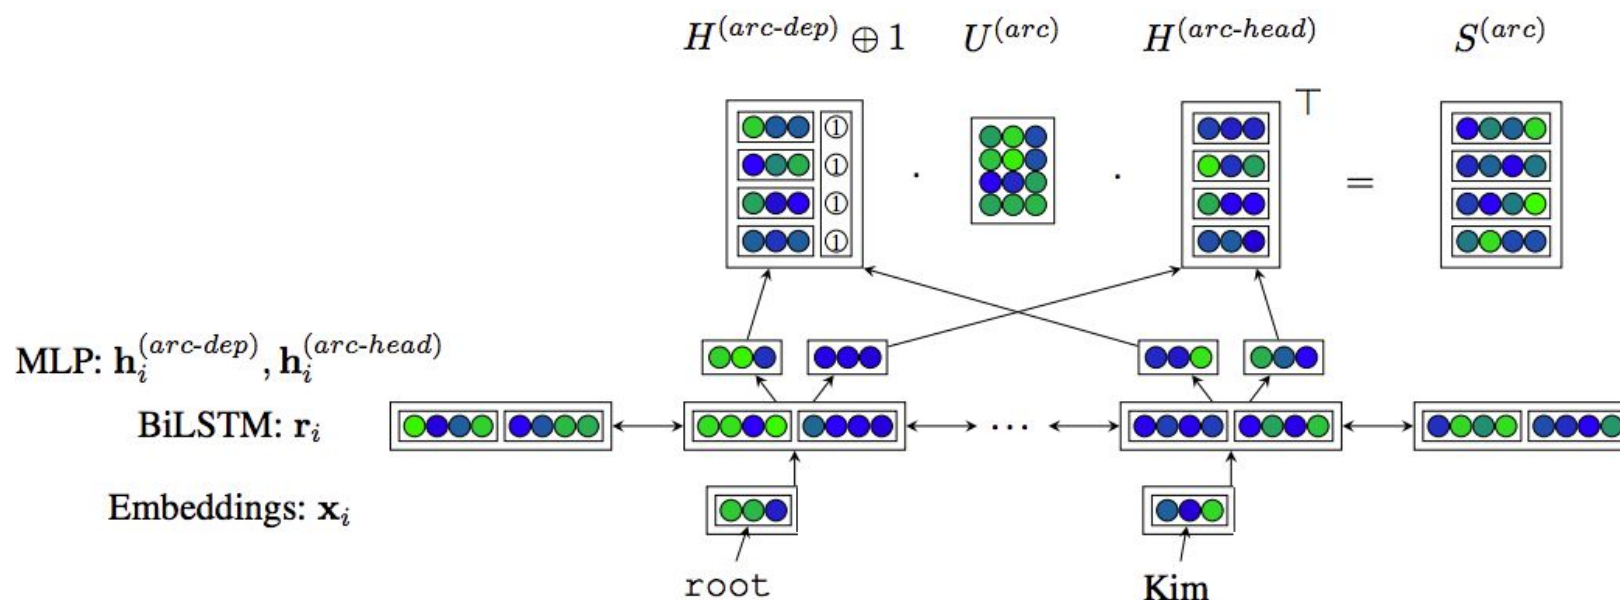 H^{(arc-dep)} ⊕ 1 U^{(arc)} H^{(arc-head)} S^{(arc)}
⊤
1
1
1
1
· · =
MLP: h_i^{(arc-dep)}, h_i^{(arc-head)}
BiLSTM: r_i
...
Embeddings: x_i
root Kim